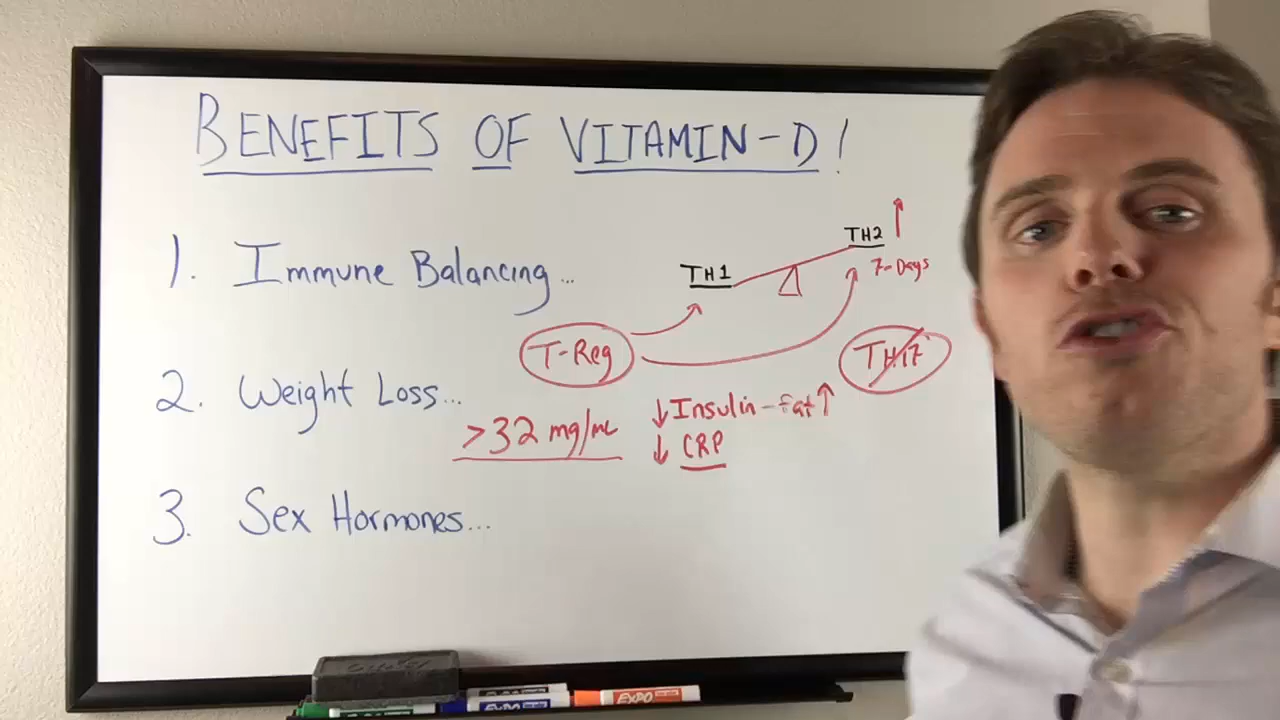 BENEFITS OF VITAMIN-D!
1. Immune Balancing...
TH1
TH2 ↑
7-Days
T-Reg
TH17
2. Weight Loss...
>32 mg/mL
↓ Insulin-fat↑
↓ CRP
3. Sex Hormones...
EXPO
EXPO